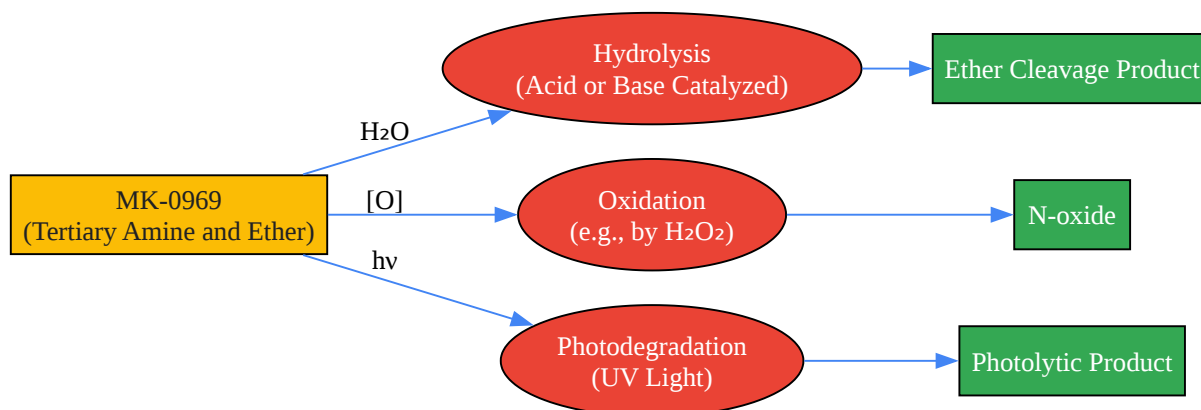 MK-0969
(Tertiary Amine and Ether)
H₂O
Hydrolysis
(Acid or Base Catalyzed)
Ether Cleavage Product
[O]
Oxidation
(e.g., by H₂O₂)
N-oxide
hν
Photodegradation
(UV Light)
Photolytic Product